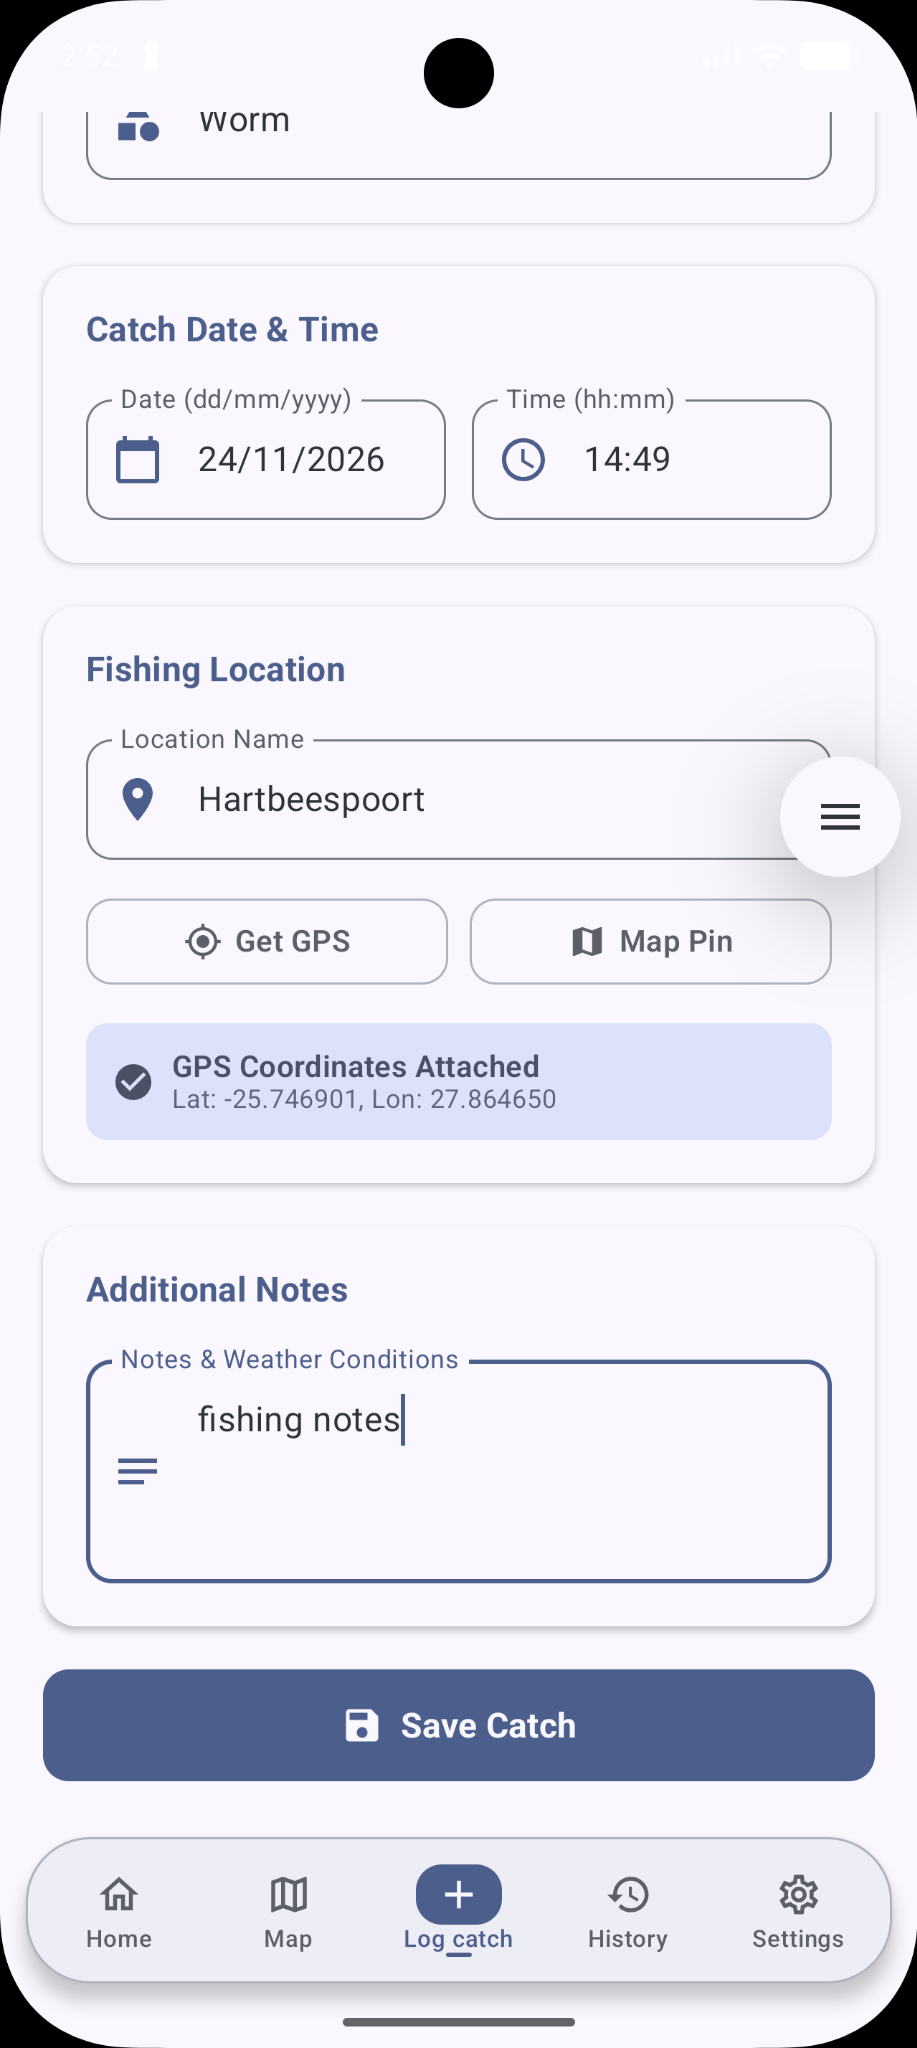 2:52
Worm
Catch Date & Time
Date (dd/mm/yyyy)
24/11/2026
Time (hh:mm)
14:49
Fishing Location
Location Name
Hartbeespoort
Get GPS
Map Pin
GPS Coordinates Attached
Lat: -25.746901, Lon: 27.864650
Additional Notes
Notes & Weather Conditions
fishing notes
Save Catch
Home
Map
Log catch
History
Settings